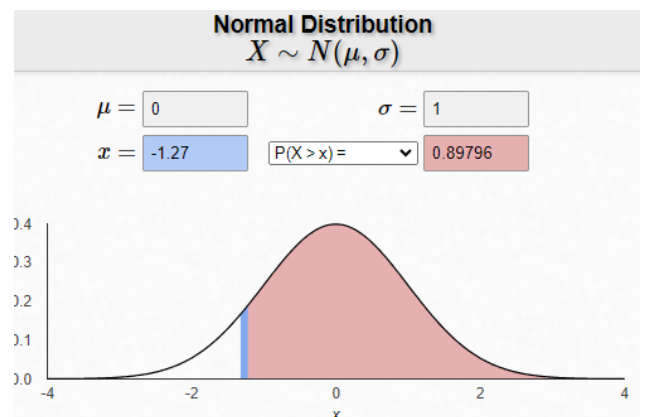 Normal Distribution
X ∼ N(μ, σ)
μ = 0 σ = 1
x = -1.27 P(X > x) = 0.89796
0.4
0.3
0.2
0.1
0.0
-4 -2 0 2 4
x